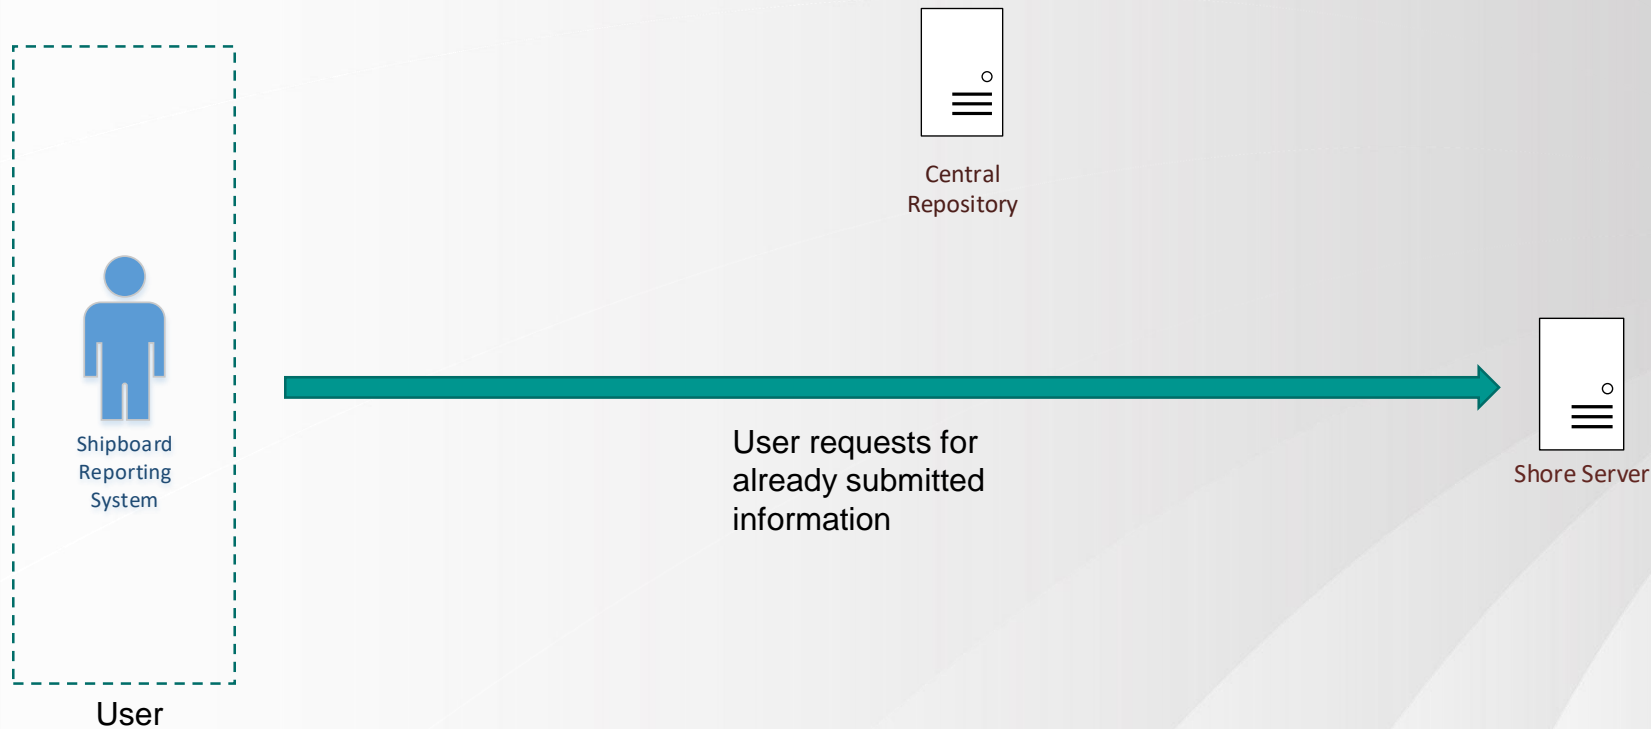 Central
Repository
Shipboard
Reporting
System
User requests for
already submitted
information
Shore Server
User